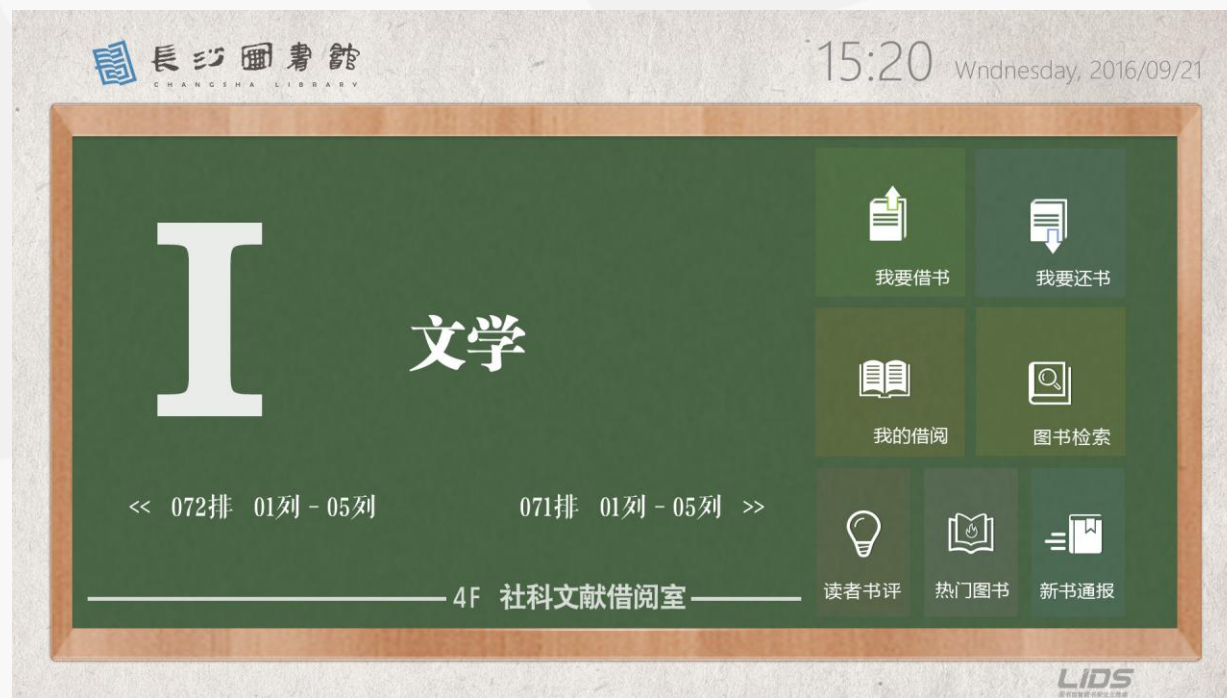 長沙圖書館
CHANGSHA LIBRARY
15:20 Wndnesday, 2016/09/21
I
文学
<< 072排 01列 - 05列
071排 01列 - 05列 >>
4F 社科文献借阅室
我要借书
我要还书
我的借阅
图书检索
读者书评
热门图书
新书通报
LIDS